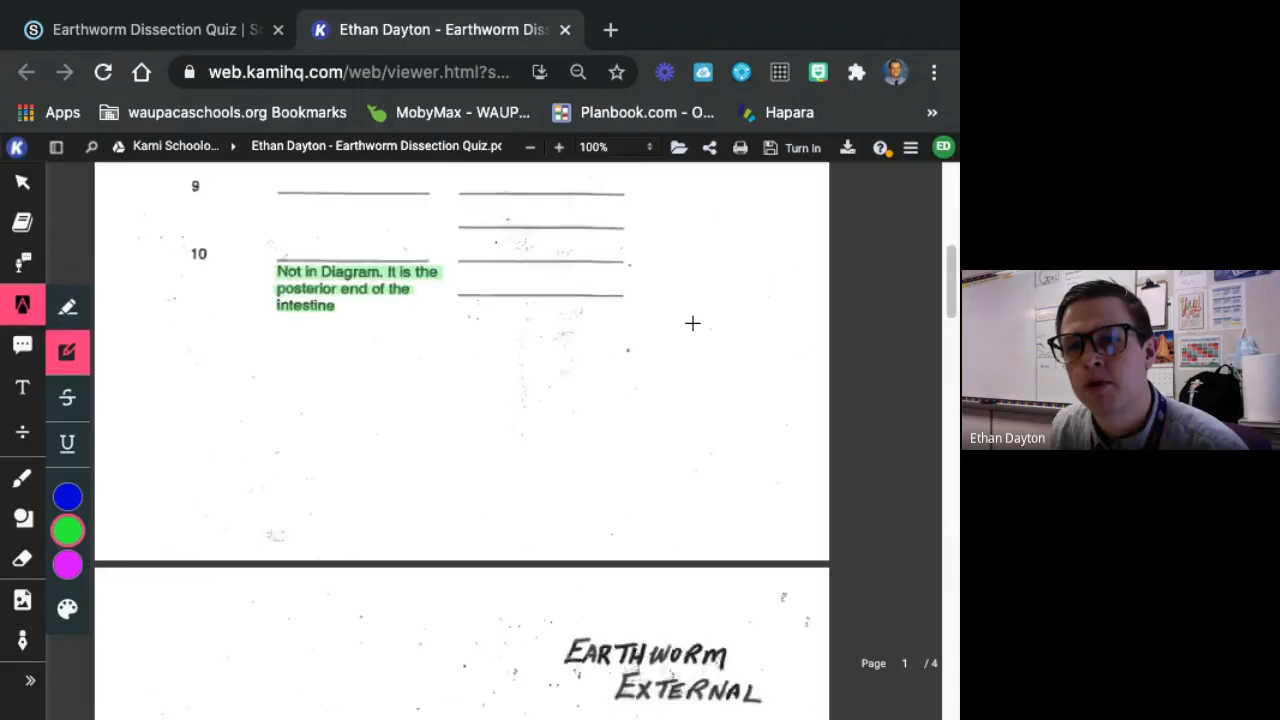 Earthworm Dissection Quiz | S
Ethan Dayton - Earthworm Dis
web.kamihq.com/web/viewer.html?s...
Apps
waupacaschools.org Bookmarks
MobyMax - WAUP...
Planbook.com - O...
Hapara
»
K
Kami Schoolo...
Ethan Dayton - Earthworm Dissection Quiz.pc
100%
Turn In
ED
9
10
Not in Diagram. It is the
posterior end of the
intestine
EARTHWORM
EXTERNAL
Page 1 / 4
Ethan Dayton